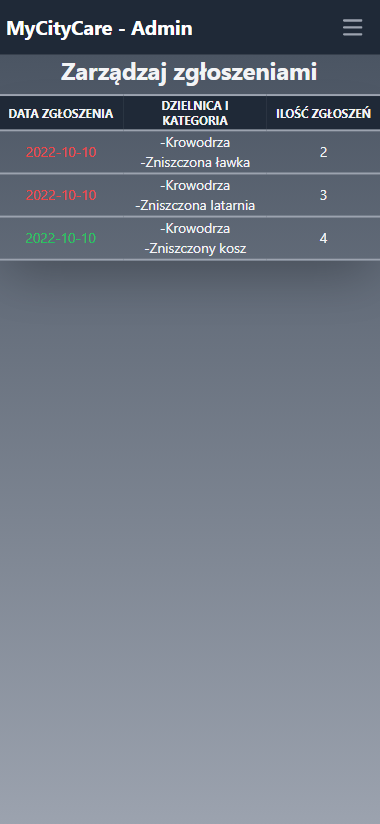 MyCityCare - Admin
Zarządzaj zgłoszeniami
DATA ZGŁOSZENIA
DZIELNICA I
KATEGORIA
ILOŚĆ ZGŁOSZEŃ
2022-10-10
-Krowodrza
-Zniszczona ławka
2
2022-10-10
-Krowodrza
-Zniszczona latarnia
3
2022-10-10
-Krowodrza
-Zniszczony kosz
4